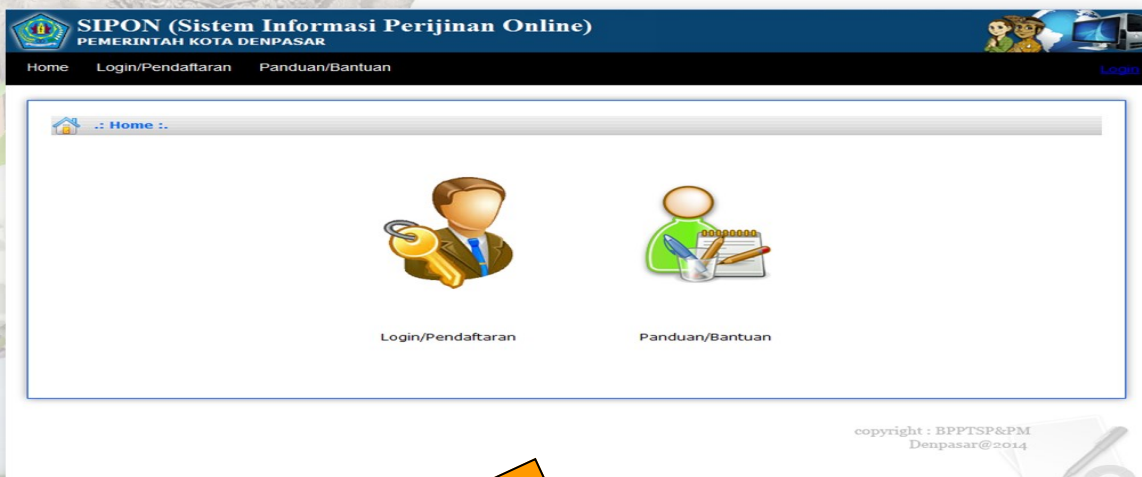 SIPON (Sistem Informasi Perijinan Online)
PEMERINTAH KOTA DENPASAR
Home Login/Pendaftaran Panduan/Bantuan Login
.: Home :.
Login/Pendaftaran Panduan/Bantuan
copyright : BPPTSP&PM
Denpasar@2014